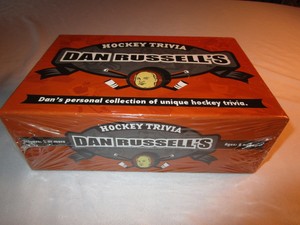 HOCKEY TRIVIA
DAN RUSSELL'S
Dan's personal collection of unique hockey trivia.
HOCKEY TRIVIA
DAN RUSSELL'S